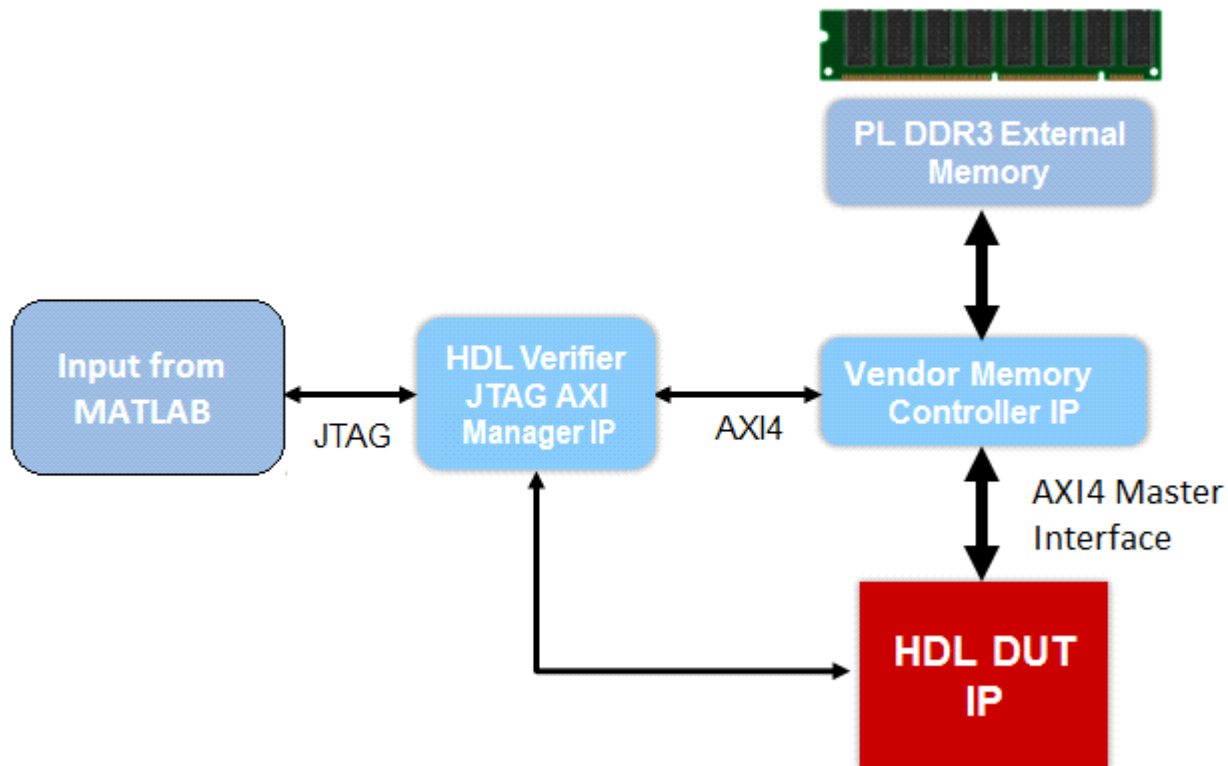 PL DDR3 External
Memory
Input from
MATLAB
JTAG
HDL Verifier
JTAG AXI
Manager IP
AXI4
Vendor Memory
Controller IP
AXI4 Master
Interface
HDL DUT
IP